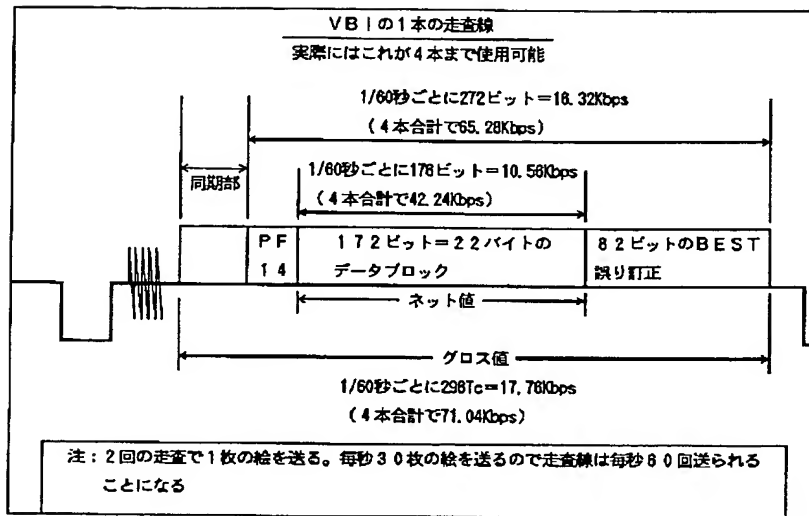 VBIの1本の走査線
実際にはこれが4本まで使用可能
1/60秒ごとに272ビット=16.32Kbps
(4本合計で65.28Kbps)
1/60秒ごとに176ビット=10.56Kbps
(4本合計で42.24Kbps)
同期部
PF
14
172ビット=22バイトの
データブロック
82ビットのBEST
誤り訂正
ネット値
グロス値
1/60秒ごとに296Tc=17.76Kbps
(4本合計で71.04Kbps)
注:2回の走査で1枚の絵を送る。毎秒30枚の絵を送るので走査線は毎秒60回送られる
ことになる